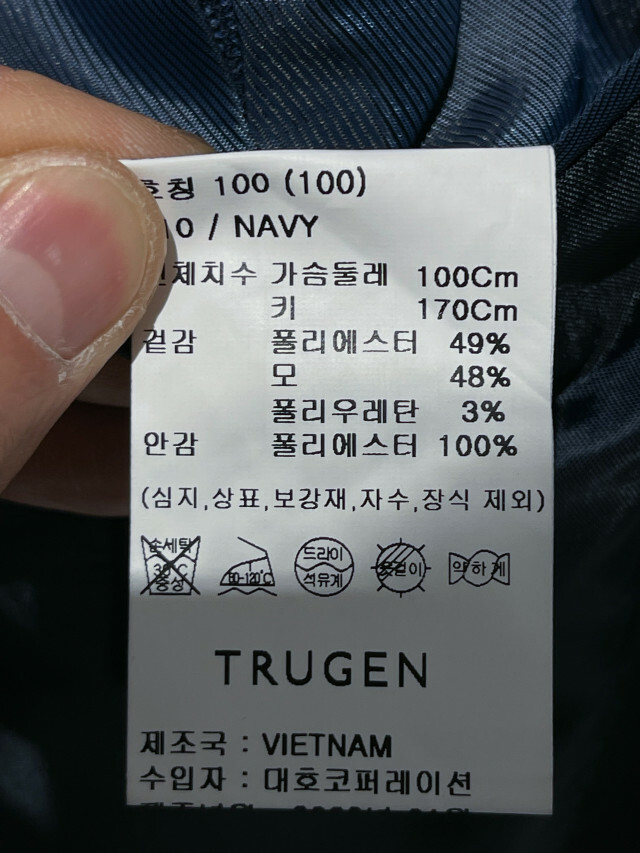 호칭 100 (100)
/ NAVY
가슴둘레 100Cm
키 170Cm
겉감 폴리에스터 49%
모 48%
폴리우레탄 3%
안감 폴리에스터 100%
(심지,상표,보강재,자수,장식 제외)
손세탁 30℃ 중성
80-120℃
드라이 석유계
옷걸이
약하게
TRUGEN
제조국 : VIETNAM
수입자 : 대호코퍼레이션